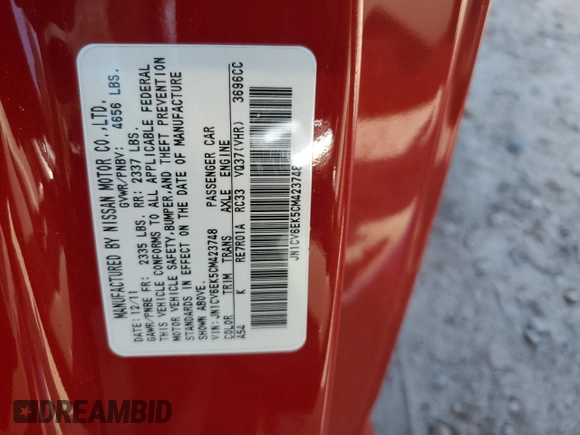 MANUFACTURED BY NISSAN MOTOR CO.,LTD.
DATE: 12/11 GVWR/PNBV: 4656 LBS.
GAWR/PNBE FR: 2335 LBS. RR: 2337 LBS.
THIS VEHICLE CONFORMS TO ALL APPLICABLE FEDERAL
MOTOR VEHICLE SAFETY,BUMPER,AND THEFT PREVENTION
STANDARDS IN EFFECT ON THE DATE OF MANUFACTURE
SHOWN ABOVE.
VIN: JN1CV6EK5CM423748 PASSENGER CAR
COLOR TRIM TRANS AXLE ENGINE
A54 K RE7R01A RC33 VQ37(VHR) 3696CC
JN1CV6EK5CM423748
DREAMBID